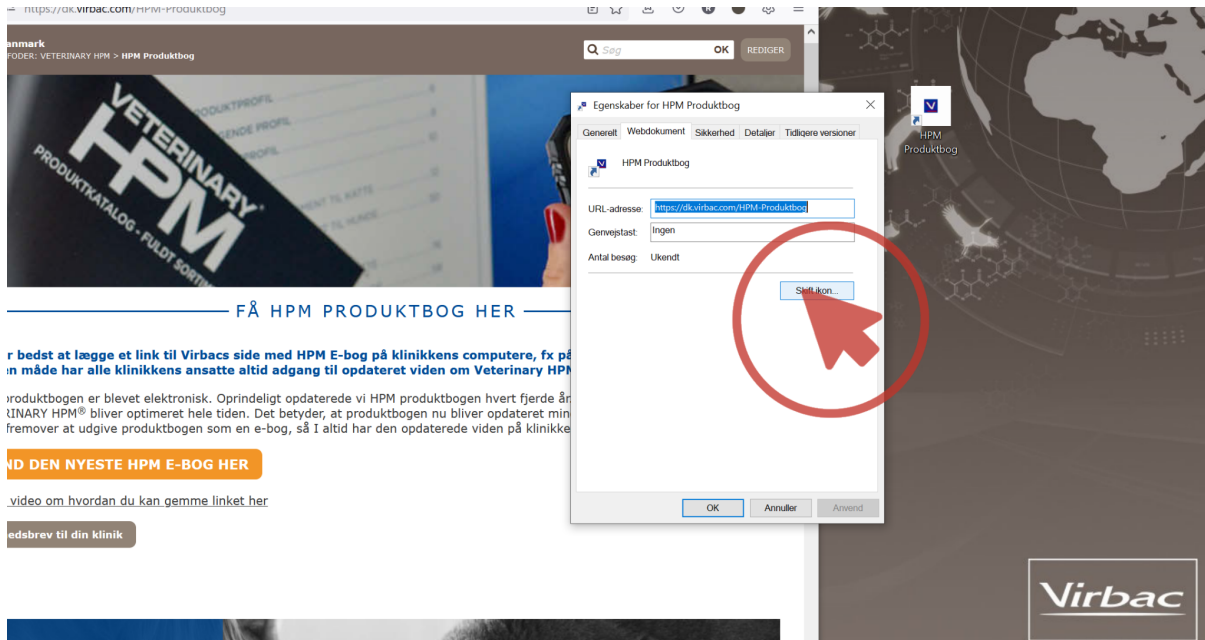 https://dk.virbac.com/HPM-Produktbog
anmark
FODER: VETERINARY HPM > HPM Produktbog
Søg
OK
REDIGER
VETERINARY
HPM
PRODUKTKATALOG - FULDT SORTIMENT
PRODUKTPROFIL
FÅ HPM PRODUKTBOG HER
r bedst at lægge et link til Virbacs side med HPM E-bog på klinikkens computere, fx på
en måde har alle klinikkens ansatte altid adgang til opdateret viden om Veterinary HPM
produktbogen er blevet elektronisk. Oprindeligt opdaterede vi HPM produktbogen hvert fjerde år
RINARY HPM® bliver optimeret hele tiden. Det betyder, at produktbogen nu bliver opdateret min
fremover at udgive produktbogen som en e-bog, så I altid har den opdaterede viden på klinikke
ND DEN NYESTE HPM E-BOG HER
video om hvordan du kan gemme linket her
edsbrev til din klinik
Egenskaber for HPM Produktbog
Generelt Webdokument Sikkerhed Detaljer Tidligere versioner
HPM Produktbog
URL-adresse: https://dk.virbac.com/HPM-Produktbog
Genvejstast: Ingen
Antal besøg: Ukendt
Skift ikon...
OK Annuller Anvend
HPM
Produktbog
Virbac